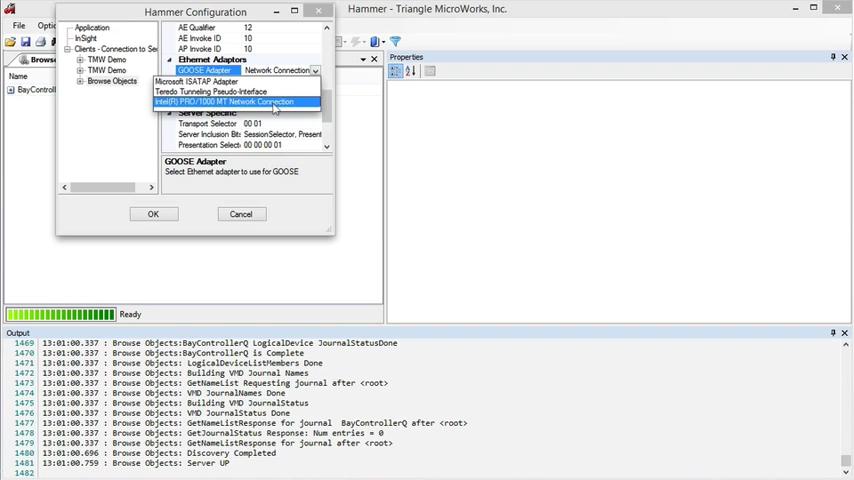 Hammer Configuration
Hammer - Triangle MicroWorks, Inc.
File
Optio
Application
InSight
Clients - Connection to Se
TMW Demo
TMW Demo
Browse Objects
AE Qualifier 12
AE Invoke ID 10
AP Invoke ID 10
Ethernet Adaptors
GOOSE Adapter Network Connection
Microsoft ISATAP Adapter
Teredo Tunneling Pseudo-Interface
Intel(R) PRO/1000 MT Network Connection
Server Specific
Transport Selector 00 01
Server Inclusion Bits SessionSelector, Present
Presentation Select 00 00 00 01
GOOSE Adapter
Select Ethernet adapter to use for GOOSE
OK
Cancel
Brows
Name
BayControlle
Properties
Ready
Output
1469 13:01:00.337 : Browse Objects:BayControllerQ LogicalDevice JournalStatusDone
1470 13:01:00.337 : Browse Objects:BayControllerQ is Complete
1471 13:01:00.337 : Browse Objects: LogicalDeviceListMembers Done
1472 13:01:00.337 : Browse Objects: Building VMD Journal Names
1473 13:01:00.337 : Browse Objects: GetNameList Requesting journal after <root>
1474 13:01:00.337 : Browse Objects: VMD JournalNames Done
1475 13:01:00.337 : Browse Objects: Building VMD JournalStatus
1476 13:01:00.337 : Browse Objects: VMD JournalStatus Done
1477 13:01:00.337 : Browse Objects: GetNameListResponse for journal BayControllerQ after <root>
1478 13:01:00.337 : Browse Objects: GetJournalStatus Response: Num entries = 0
1479 13:01:00.337 : Browse Objects: GetNameListResponse for journal after <root>
1480 13:01:00.696 : Browse Objects: Discovery Completed
1481 13:01:00.759 : Browse Objects: Server UP
1482